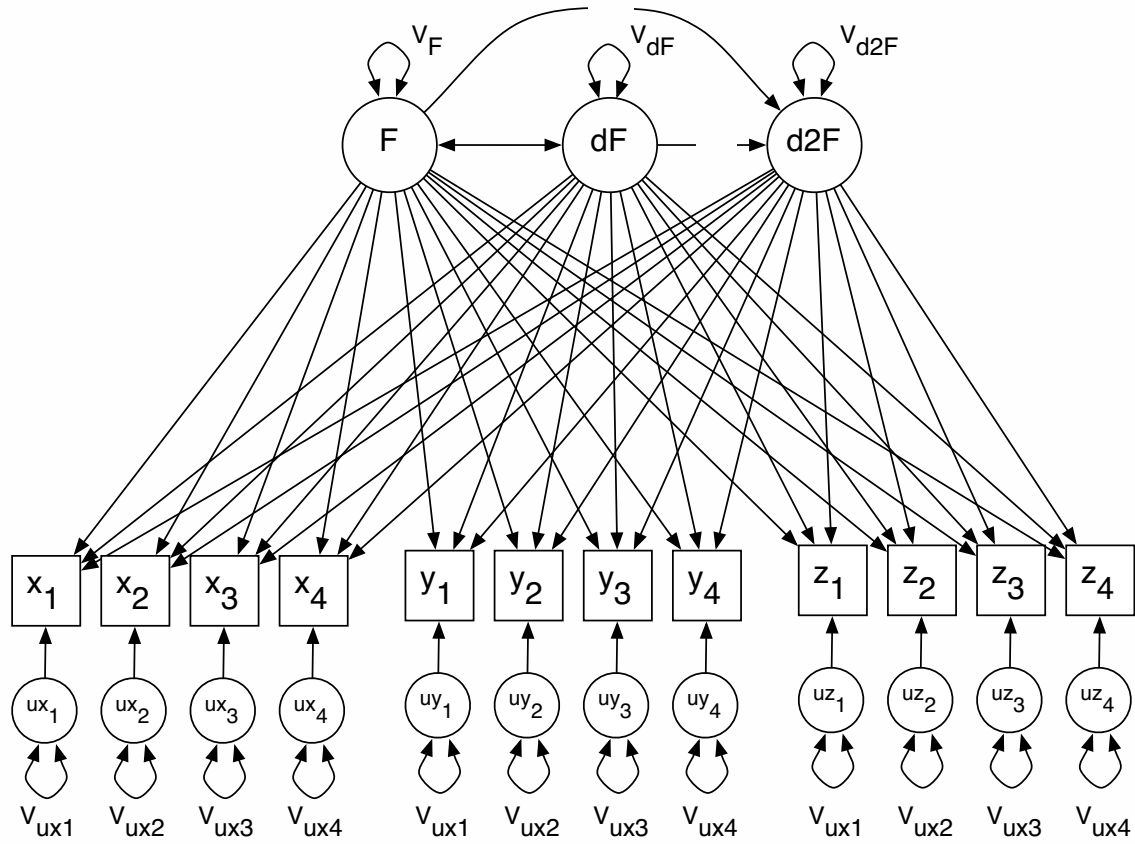 VF VdF Vd2F
F dF d2F
x1 x2 x3 x4 y1 y2 y3 y4 z1 z2 z3 z4
ux1 ux2 ux3 ux4 uy1 uy2 uy3 uy4 uz1 uz2 uz3 uz4
Vux1 Vux2 Vux3 Vux4 Vux1 Vux2 Vux3 Vux4 Vux1 Vux2 Vux3 Vux4